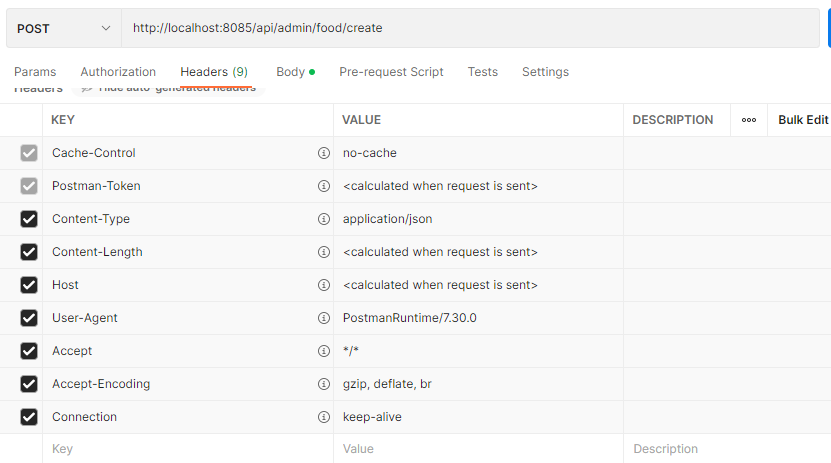 POST http://localhost:8085/api/admin/food/create
Params Authorization Headers (9) Body Pre-request Script Tests Settings
Headers Hide auto-generated headers
KEY VALUE DESCRIPTION ooo Bulk Edit
Cache-Control no-cache
Postman-Token <calculated when request is sent>
Content-Type application/json
Content-Length <calculated when request is sent>
Host <calculated when request is sent>
User-Agent PostmanRuntime/7.30.0
Accept */*
Accept-Encoding gzip, deflate, br
Connection keep-alive
Key Value Description